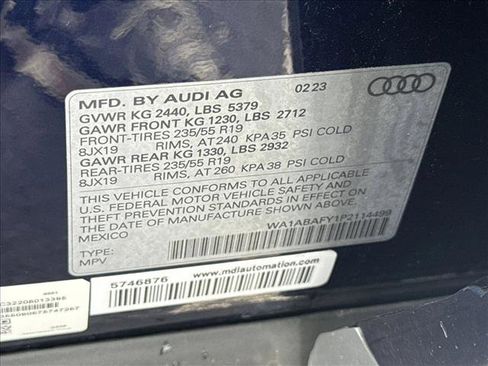 MFD. BY AUDI AG 02 23
GVWR KG 2440, LBS 5379
GAWR FRONT KG 1230, LBS 2712
FRONT-TIRES 235/55 R19
8JX19 RIMS, AT 240 KPA 35 PSI COLD
GAWR REAR KG 1330, LBS 2932
REAR-TIRES 235/55 R19
8JX19 RIMS, AT 260 KPA 38 PSI COLD
THIS VEHICLE CONFORMS TO ALL APPLICABLE
U.S. FEDERAL MOTOR VEHICLE SAFETY AND
THEFT PREVENTION STANDARDS IN EFFECT ON
THE DATE OF MANUFACTURE SHOWN ABOVE
MEXICO
WA1ABAFY1P2114499
TYPE:
MPV
5746876
www.mdlautomation.com